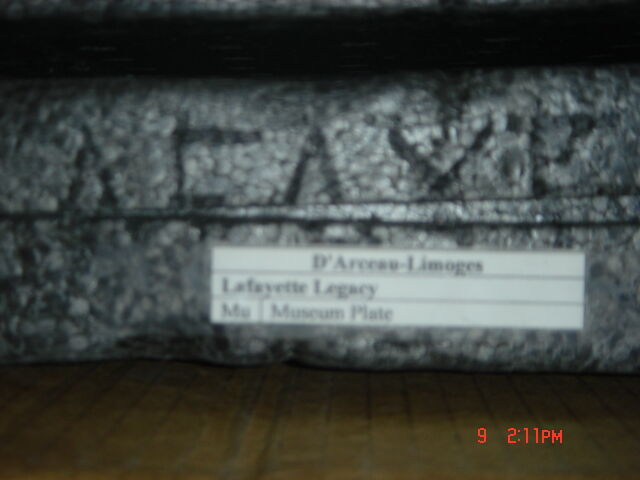 D'Arceau-Limoges
Lafayette Legacy
Mu Museum Plate
9 2:11PM